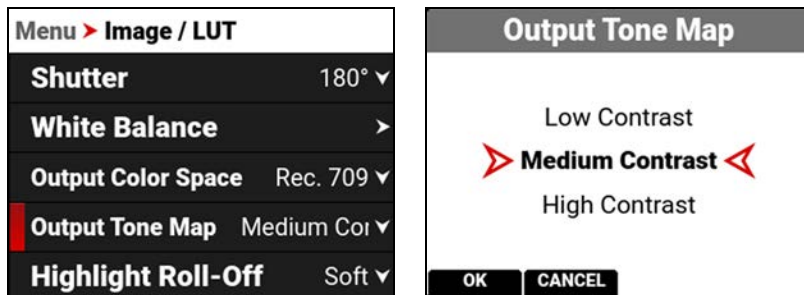 Menu > Image / LUT
Shutter 180°
White Balance >
Output Color Space Rec. 709
Output Tone Map Medium Cor
Highlight Roll-Off Soft
Output Tone Map
Low Contrast
Medium Contrast
High Contrast
OK CANCEL